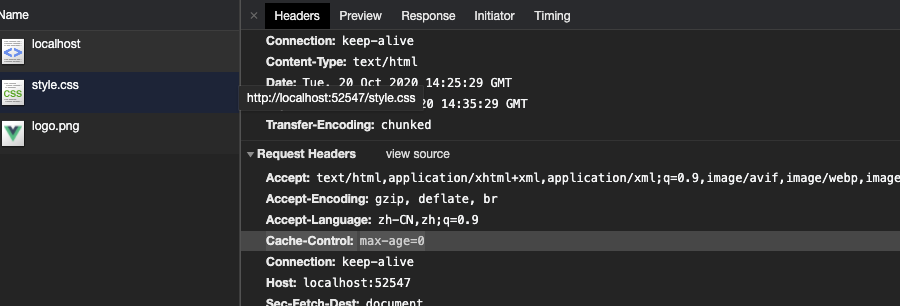 Name
× Headers Preview Response Initiator Timing
localhost
style.css
logo.png
Connection: keep-alive
Content-Type: text/html
Date: Tue, 20 Oct 2020 14:25:29 GMT
http://localhost:52547/style.css
20 14:35:29 GMT
Transfer-Encoding: chunked
Request Headers view source
Accept: text/html,application/xhtml+xml,application/xml;q=0.9,image/avif,image/webp,image
Accept-Encoding: gzip, deflate, br
Accept-Language: zh-CN,zh;q=0.9
Cache-Control: max-age=0
Connection: keep-alive
Host: localhost:52547
Sec-Fetch-Dest: document